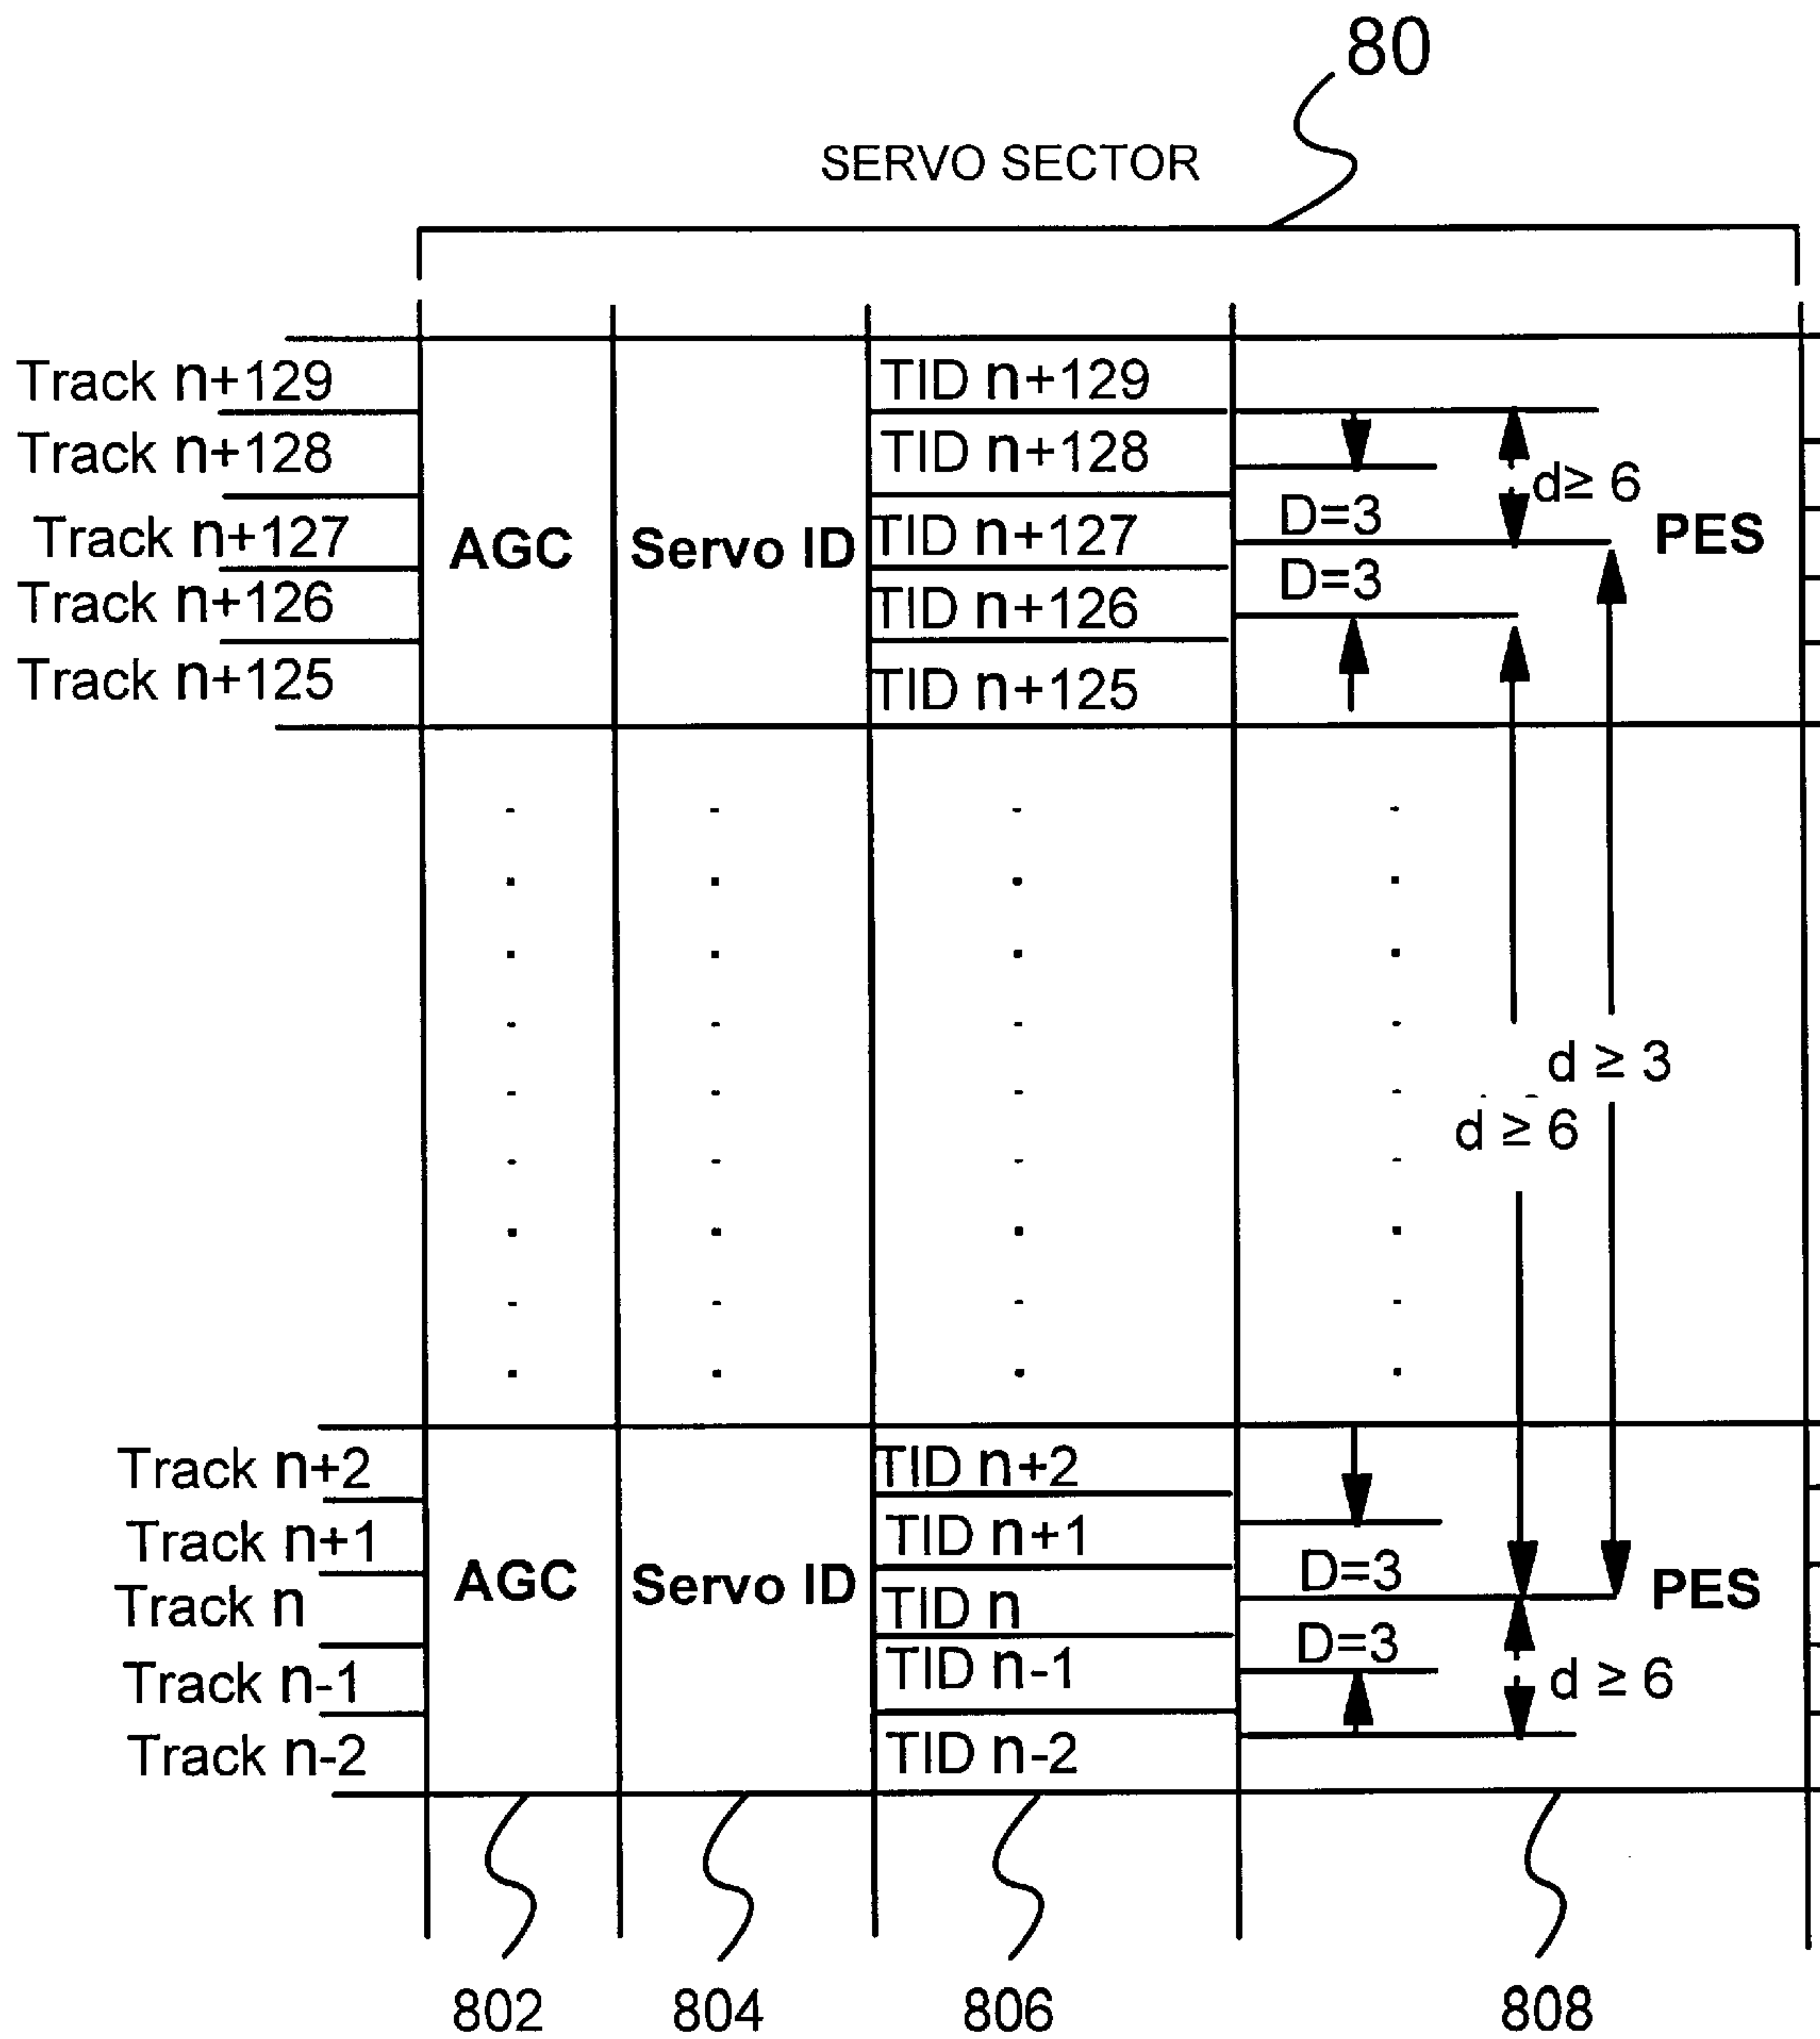 80
SERVO SECTOR
Track n+129
TID n+129
Track n+128
TID n+128
d≥ 6
Track n+127
AGC
Servo ID
TID n+127
D=3
PES
Track n+126
TID n+126
D=3
Track n+125
TID n+125
d ≥ 3
d ≥ 6
Track n+2
TID n+2
Track n+1
TID n+1
D=3
Track n
AGC
Servo ID
TID n
PES
Track n-1
TID n-1
D=3
d ≥ 6
Track n-2
TID n-2
802
804
806
808